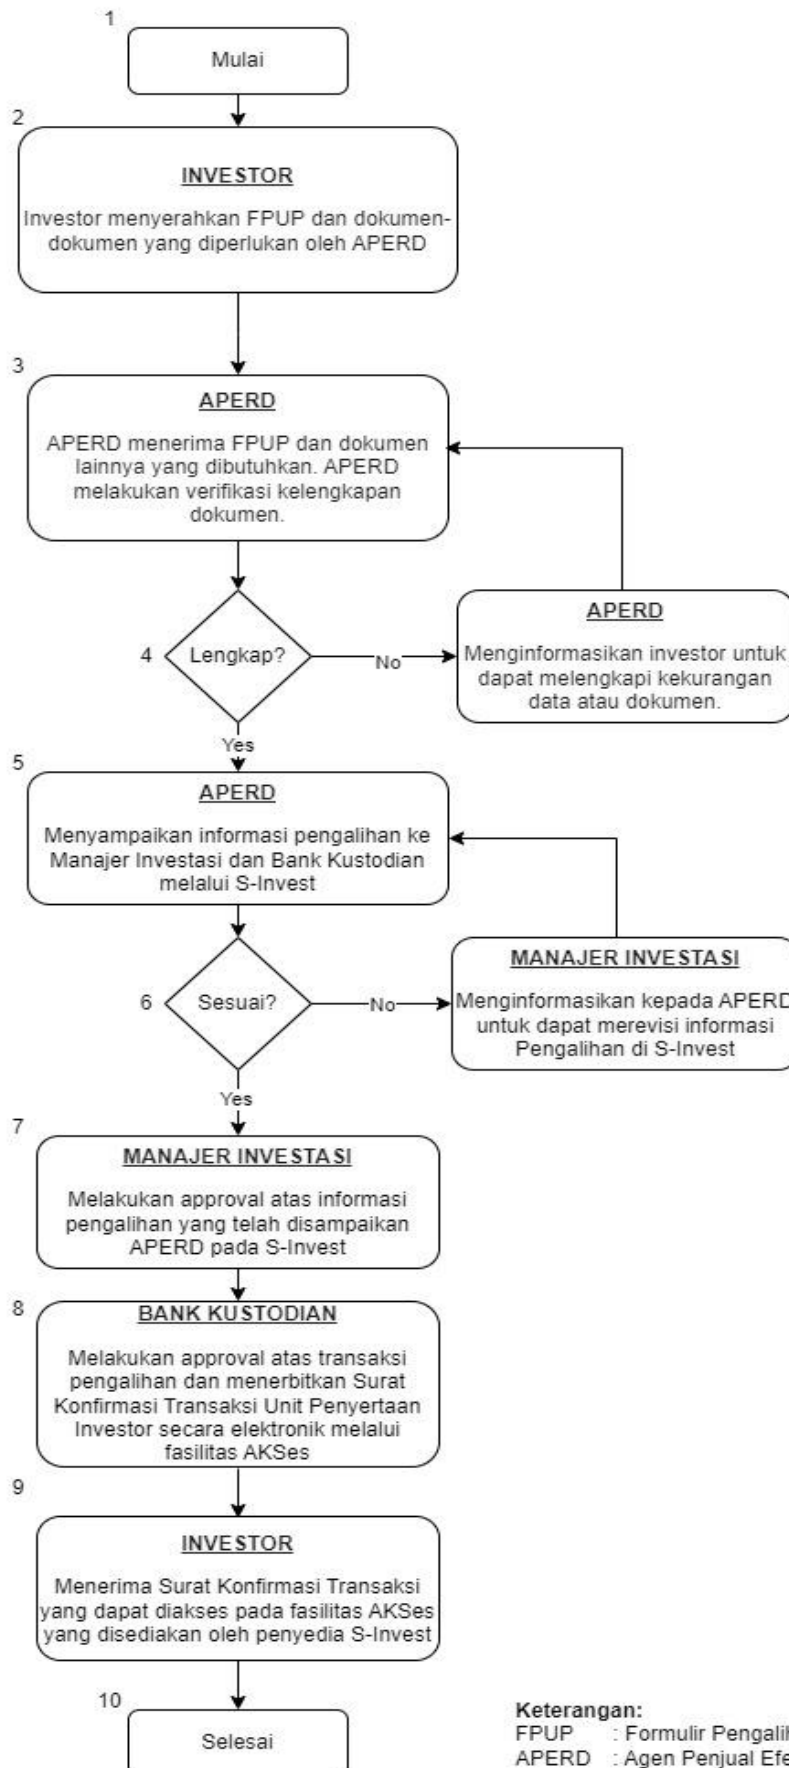 1
Mulai
2
INVESTOR
Investor menyerahkan FPUP dan dokumen-
dokumen yang diperlukan oleh APERD
3
APERD
APERD menerima FPUP dan dokumen
lainnya yang dibutuhkan. APERD
melakukan verifikasi kelengkapan
dokumen.
4
Lengkap?
No
APERD
Menginformasikan investor untuk
dapat melengkapi kekurangan
data atau dokumen.
Yes
5
APERD
Menyampaikan informasi pengalihan ke
Manajer Investasi dan Bank Kustodian
melalui S-Invest
6
Sesuai?
No
MANAJER INVESTASI
Menginformasikan kepada APERD
untuk dapat merevisi informasi
Pengalihan di S-Invest
Yes
7
MANAJER INVESTASI
Melakukan approval atas informasi
pengalihan yang telah disampaikan
APERD pada S-Invest
8
BANK KUSTODIAN
Melakukan approval atas transaksi
pengalihan dan menerbitkan Surat
Konfirmasi Transaksi Unit Penyertaan
Investor secara elektronik melalui
fasilitas AKSes
9
INVESTOR
Menerima Surat Konfirmasi Transaksi
yang dapat diakses pada fasilitas AKSes
yang disediakan oleh penyedia S-Invest
10
Selesai
Keterangan:
FPUP : Formulir
APERD : Agen Penjual